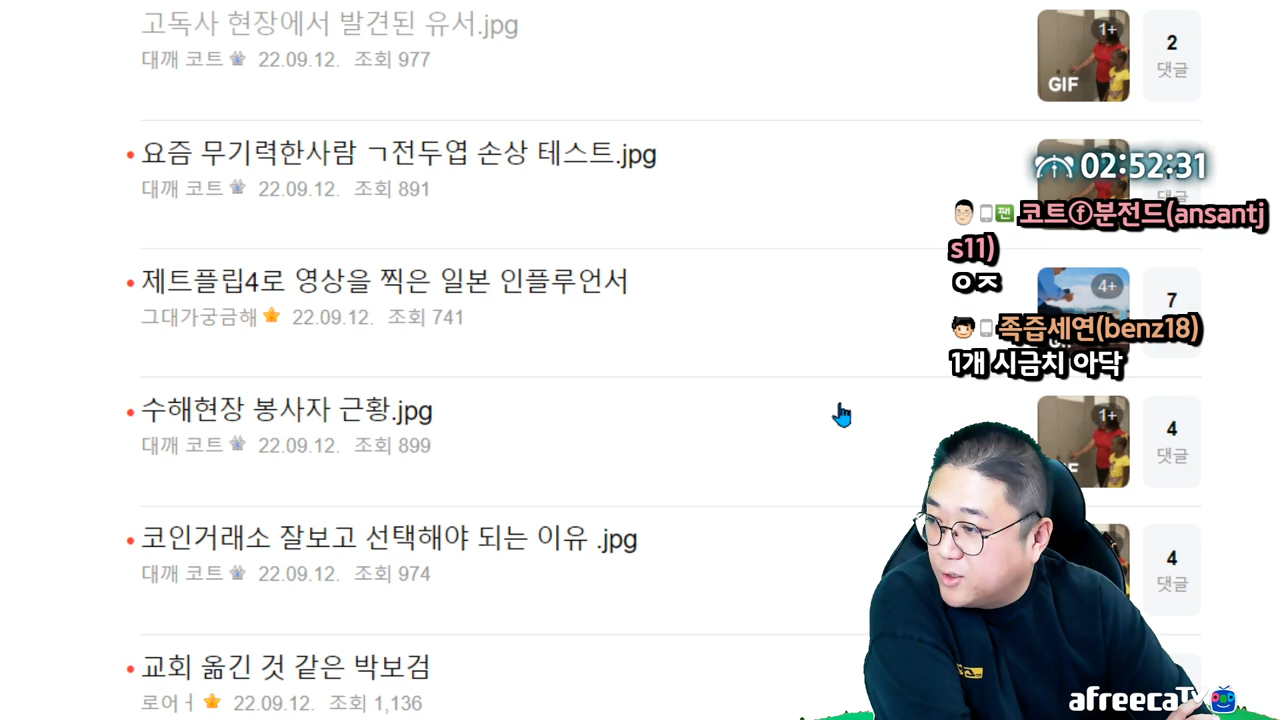 고독사 현장에서 발견된 유서.jpg
대깨 코트 22.09.12. 조회 977
1+
GIF
2
댓글
요즘 무기력한사람 ㄱ전두엽 손상 테스트.jpg
대깨 코트 22.09.12. 조회 891
02:52:31
짼 코트ⓕ분전드(ansantj
s11)
ㅇㅈ
제트플립4로 영상을 찍은 일본 인플루언서
그대가궁금해 22.09.12. 조회 741
4+
7
족즙세연(benz18)
1개 시금치 아닥
수해현장 봉사자 근황.jpg
대깨 코트 22.09.12. 조회 899
1+
4
댓글
코인거래소 잘보고 선택해야 되는 이유 .jpg
대깨 코트 22.09.12. 조회 974
4
댓글
교회 옮긴 것 같은 박보검
로어ㅓ 22.09.12. 조회 1,136
afreecaTV